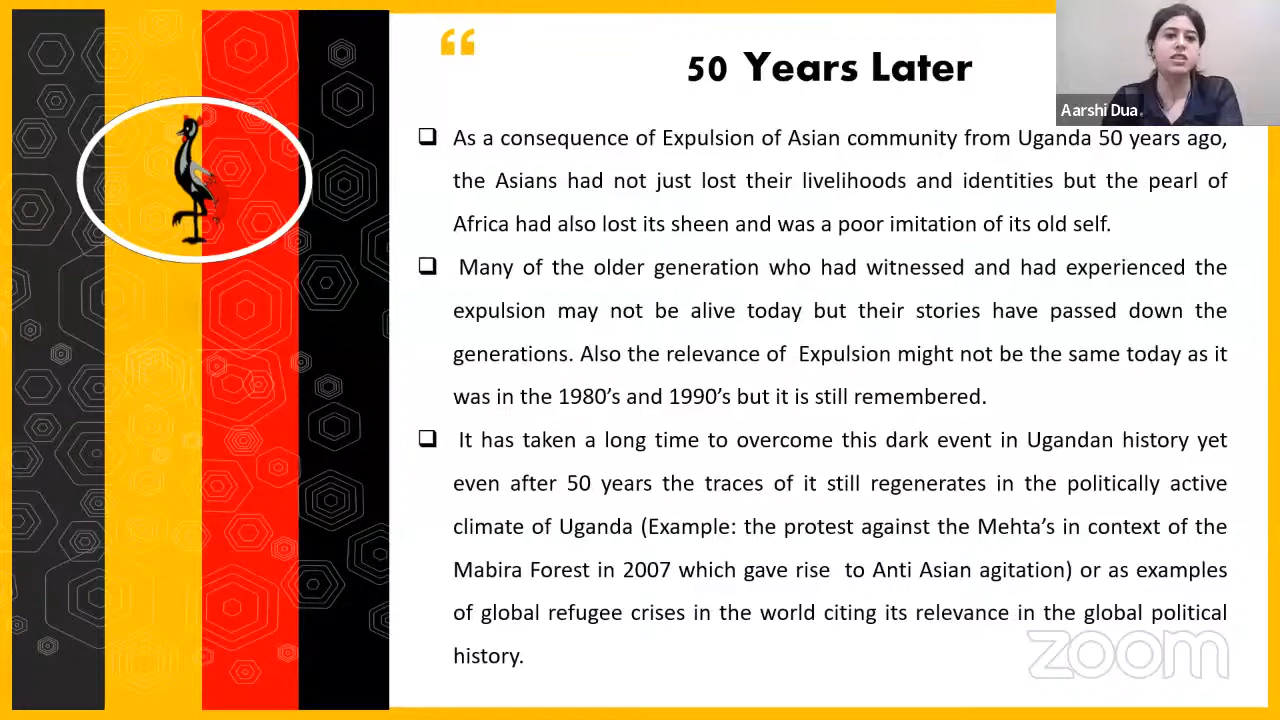 “
50 Years Later
Aarshi Dua
❑ As a consequence of Expulsion of Asian community from Uganda 50 years ago,
the Asians had not just lost their livelihoods and identities but the pearl of
Africa had also lost its sheen and was a poor imitation of its old self.
❑ Many of the older generation who had witnessed and had experienced the
expulsion may not be alive today but their stories have passed down the
generations. Also the relevance of Expulsion might not be the same today as it
was in the 1980’s and 1990’s but it is still remembered.
❑ It has taken a long time to overcome this dark event in Ugandan history yet
even after 50 years the traces of it still regenerates in the politically active
climate of Uganda (Example: the protest against the Mehta’s in context of the
Mabira Forest in 2007 which gave rise to Anti Asian agitation) or as examples
of global refugee crises in the world citing its relevance in the global political
history.
zoom